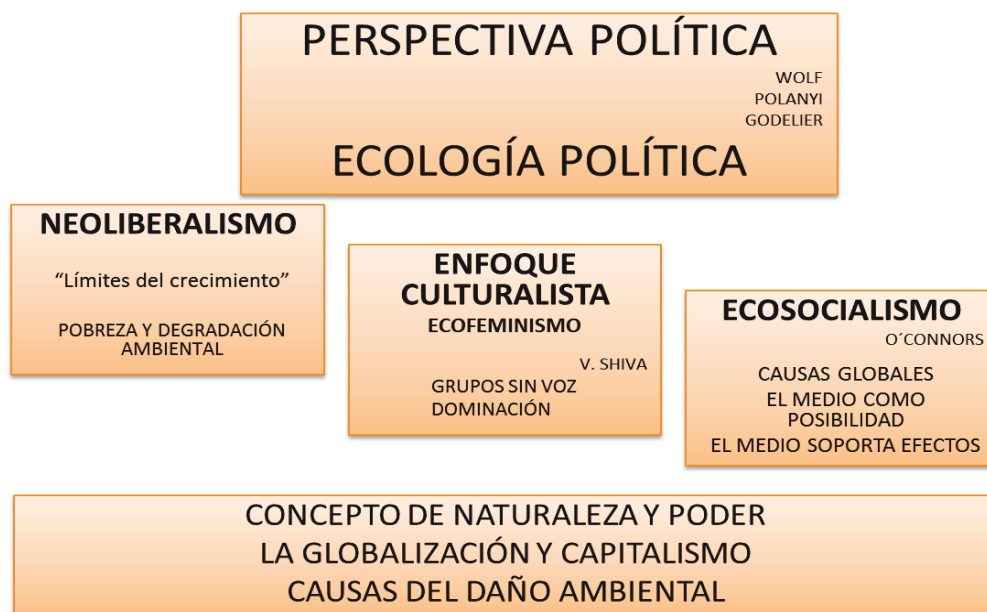 PERSPECTIVA POLÍTICA
WOLF
POLANYI
GODELIER
ECOLOGÍA POLÍTICA
NEOLIBERALISMO
“Límites del crecimiento”
POBREZA Y DEGRADACIÓN
AMBIENTAL
ENFOQUE
CULTURALISTA
ECOFEMINISMO
V. SHIVA
GRUPOS SIN VOZ
DOMINACIÓN
ECOSOCIALISMO
O´CONNORS
CAUSAS GLOBALES
EL MEDIO COMO
POSIBILIDAD
EL MEDIO SOPORTA EFECTOS
CONCEPTO DE NATURALEZA Y PODER
LA GLOBALIZACIÓN Y CAPITALISMO
CAUSAS DEL DAÑO AMBIENTAL